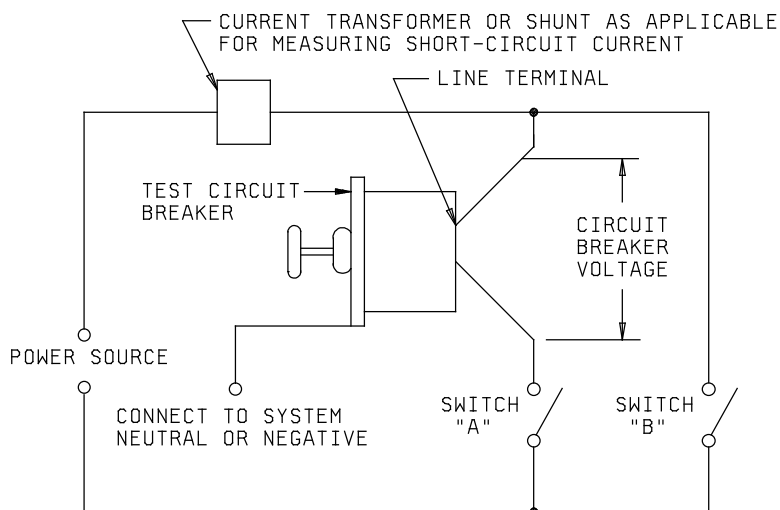 CURRENT TRANSFORMER OR SHUNT AS APPLICABLE
FOR MEASURING SHORT-CIRCUIT CURRENT
LINE TERMINAL
TEST CIRCUIT
BREAKER
CIRCUIT
BREAKER
VOLTAGE
POWER SOURCE
CONNECT TO SYSTEM
NEUTRAL OR NEGATIVE
SWITCH
"A"
SWITCH
"B"